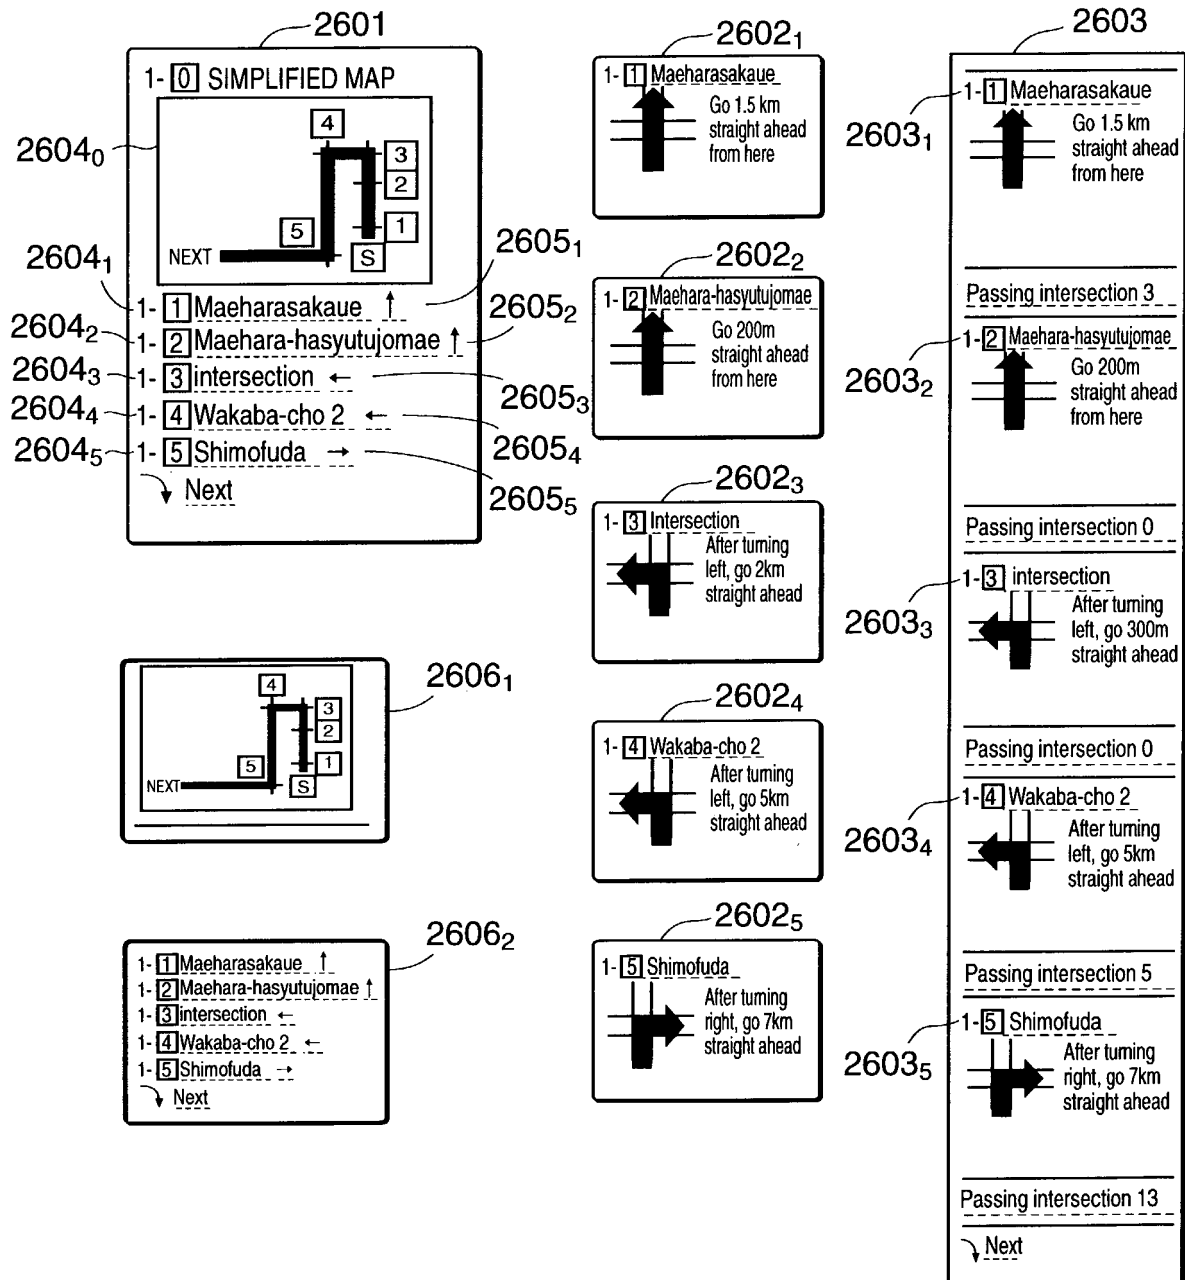 2601
1- 0 SIMPLIFIED MAP
4
3
2
1
5
S
NEXT
2604₀
2604₁
1- 1 Maeharasakaue ↑
2605₁
2604₂
1- 2 Maehara-hasyutujomae ↑
2605₂
2604₃
1- 3 intersection ←
2605₃
2604₄
1- 4 Wakaba-cho 2 ←
2605₄
2604₅
1- 5 Shimofuda →
2605₅
Next
2606₁
4
3
2
1
5
S
NEXT
2606₂
1- 1 Maeharasakaue ↑
1- 2 Maehara-hasyutujomae ↑
1- 3 intersection ←
1- 4 Wakaba-cho 2 ←
1- 5 Shimofuda →
Next
2602₁
1- 1 Maeharasakaue
Go 1.5 km
straight ahead
from here
2602₂
1- 2 Maehara-hasyutujomae
Go 200m
straight ahead
from here
2602₃
1- 3 Intersection
After turning
left, go 2km
straight ahead
2602₄
1- 4 Wakaba-cho 2
After turning
left, go 5km
straight ahead
2602₅
1- 5 Shimofuda
After turning
right, go 7km
straight ahead
2603
2603₁
1- 1 Maeharasakaue
Go 1.5 km
straight ahead
from here
Passing intersection 3
2603₂
1- 2 Maehara-hasyutujomae
Go 200m
straight ahead
from here
Passing intersection 0
2603₃
1- 3 intersection
After turning
left, go 300m
straight ahead
Passing intersection 0
2603₄
1- 4 Wakaba-cho 2
After turning
left, go 5km
straight ahead
Passing intersection 5
2603₅
1- 5 Shimofuda
After turning
right, go 7km
straight ahead
Passing intersection 13
Next